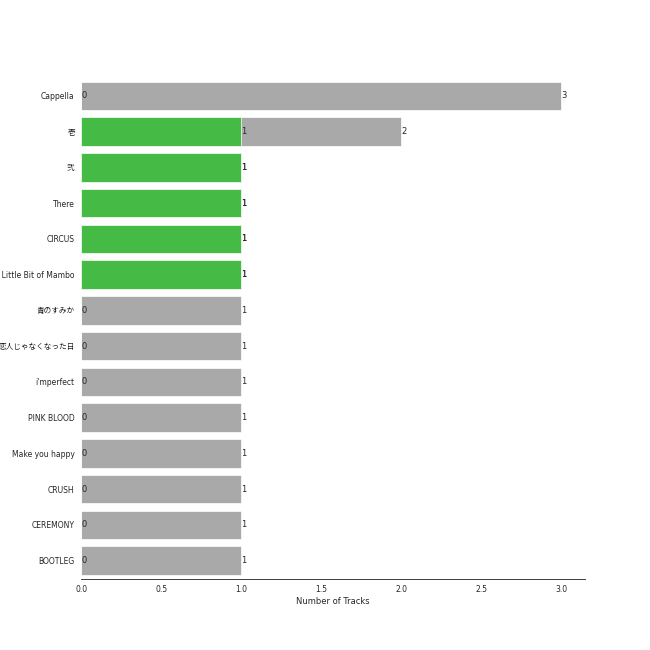 Cappella 0 3
壱 1 2
弐 1
There 1
CIRCUS 1
Little Bit of Mambo 1
青のすみか 0 1
恋人じゃなくなった日 0 1
i'mperfect 0 1
PINK BLOOD 0 1
Make you happy 0 1
CRUSH 0 1
CEREMONY 0 1
BOOTLEG 0 1
0.0 0.5 1.0 1.5 2.0 2.5 3.0
Number of Tracks